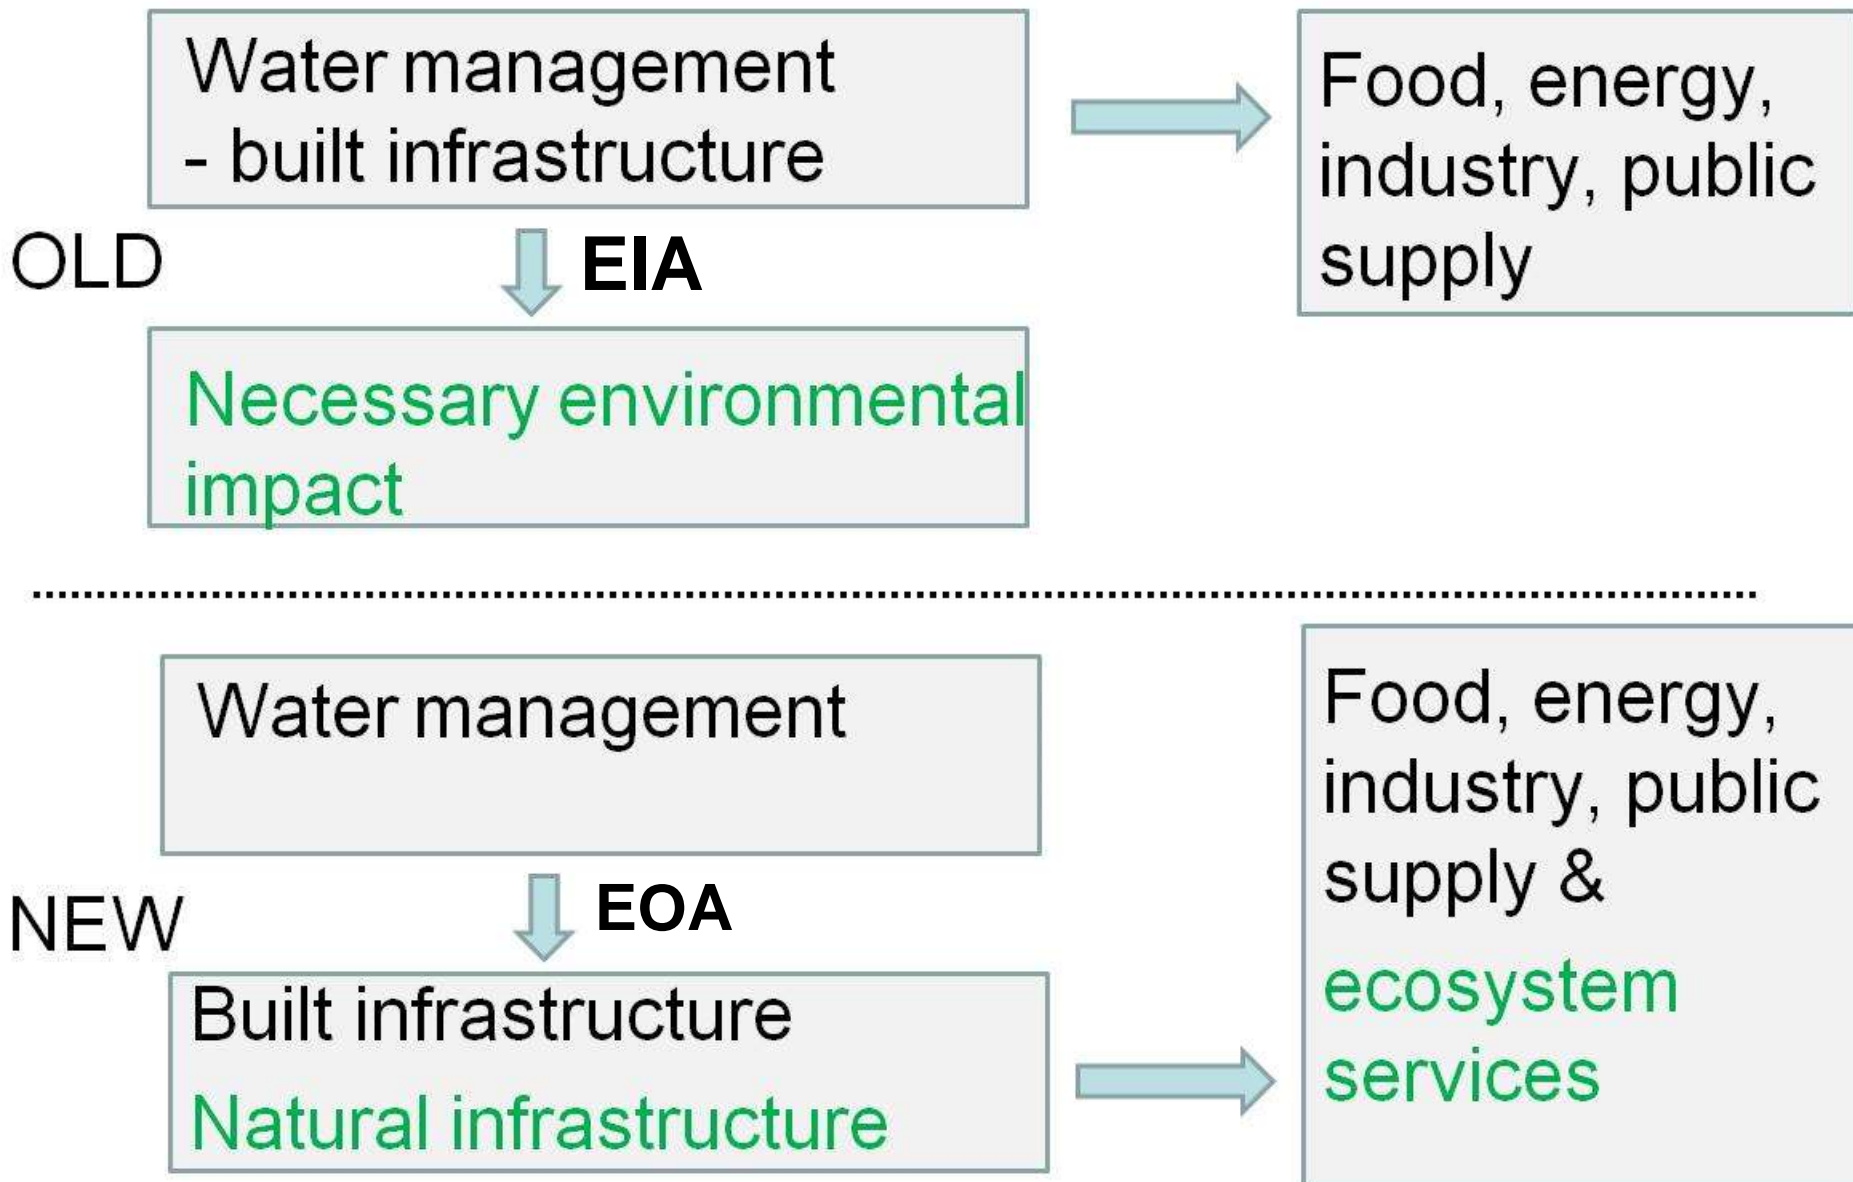 Water management
- built infrastructure
Food, energy,
industry, public
supply
OLD
EIA
Necessary environmental
impact
Water management
NEW
EOA
Built infrastructure
Natural infrastructure
Food, energy,
industry, public
supply &
ecosystem
services